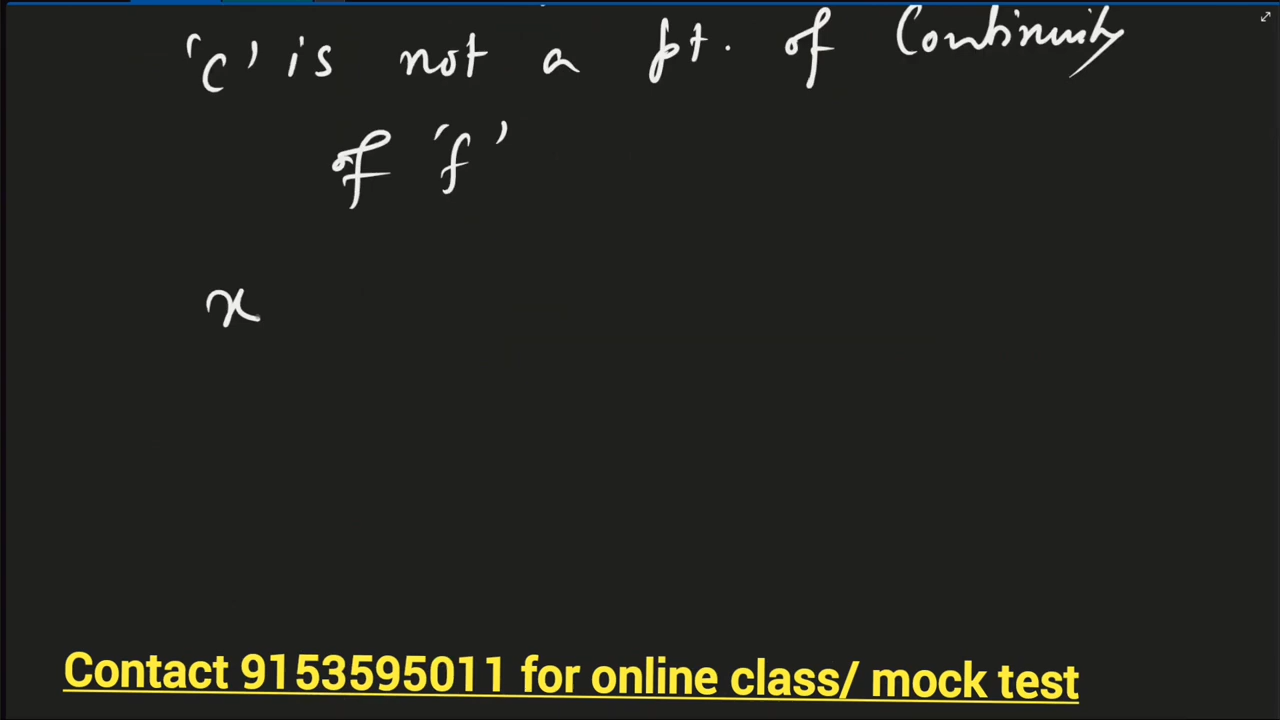 'c' is not a pt. of Continuity
of 'f'
x
Contact 9153595011 for online class/ mock test